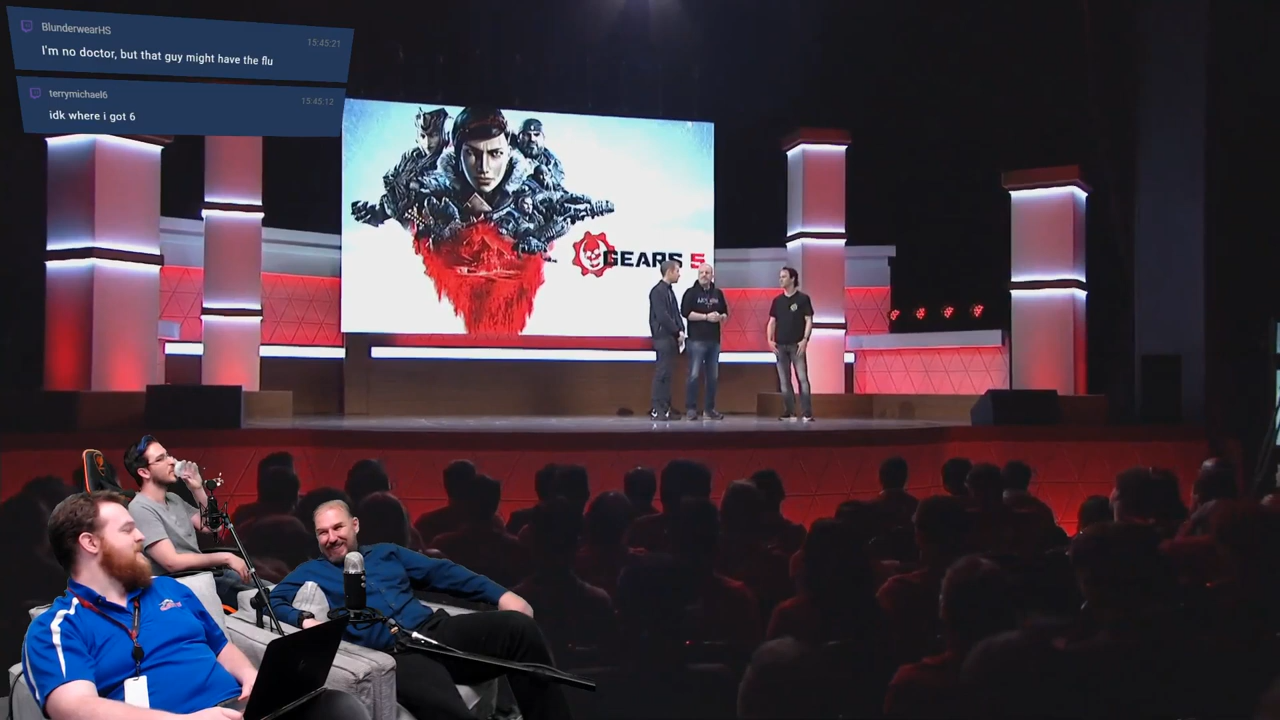 BlunderwearHS
15:45:21
I'm no doctor, but that guy might have the flu
terrymichael6
15:45:12
idk where i got 6
GEARS 5